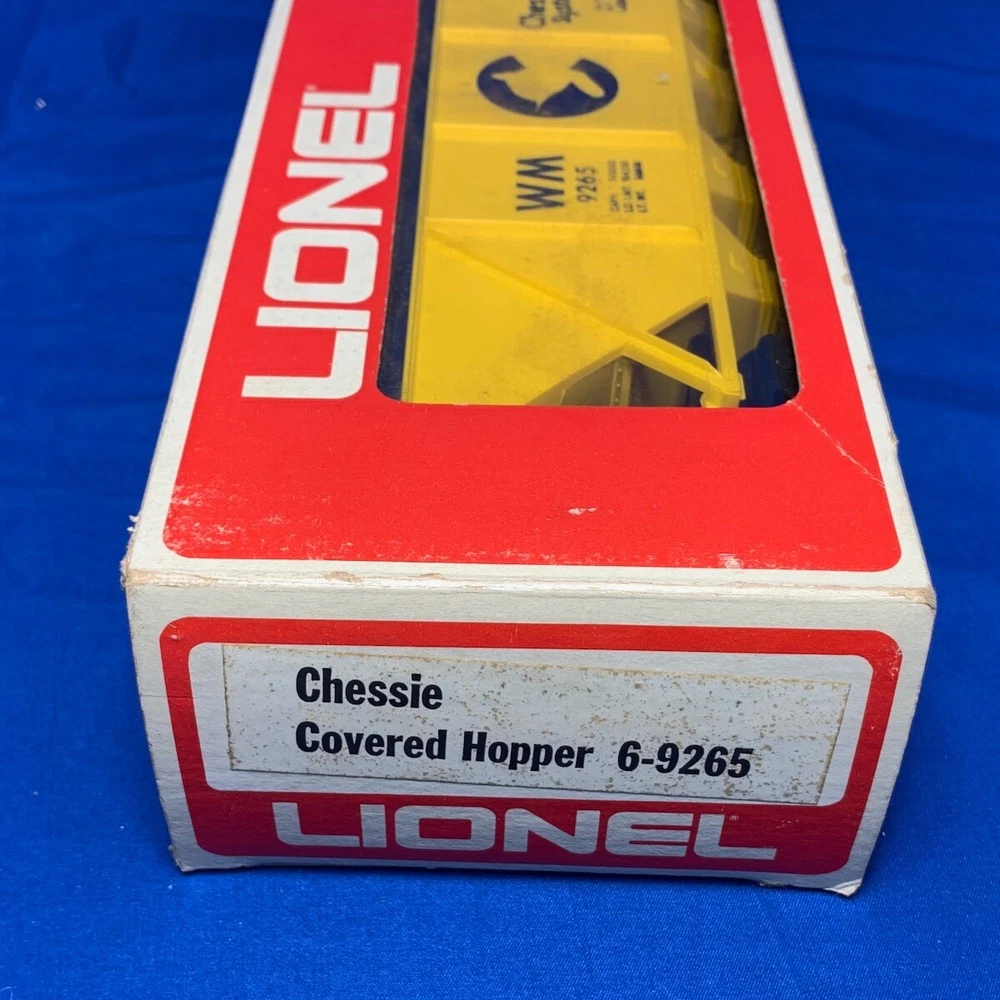 LIONEL
WM
9265
Chessie
Covered Hopper 6-9265
LIONEL